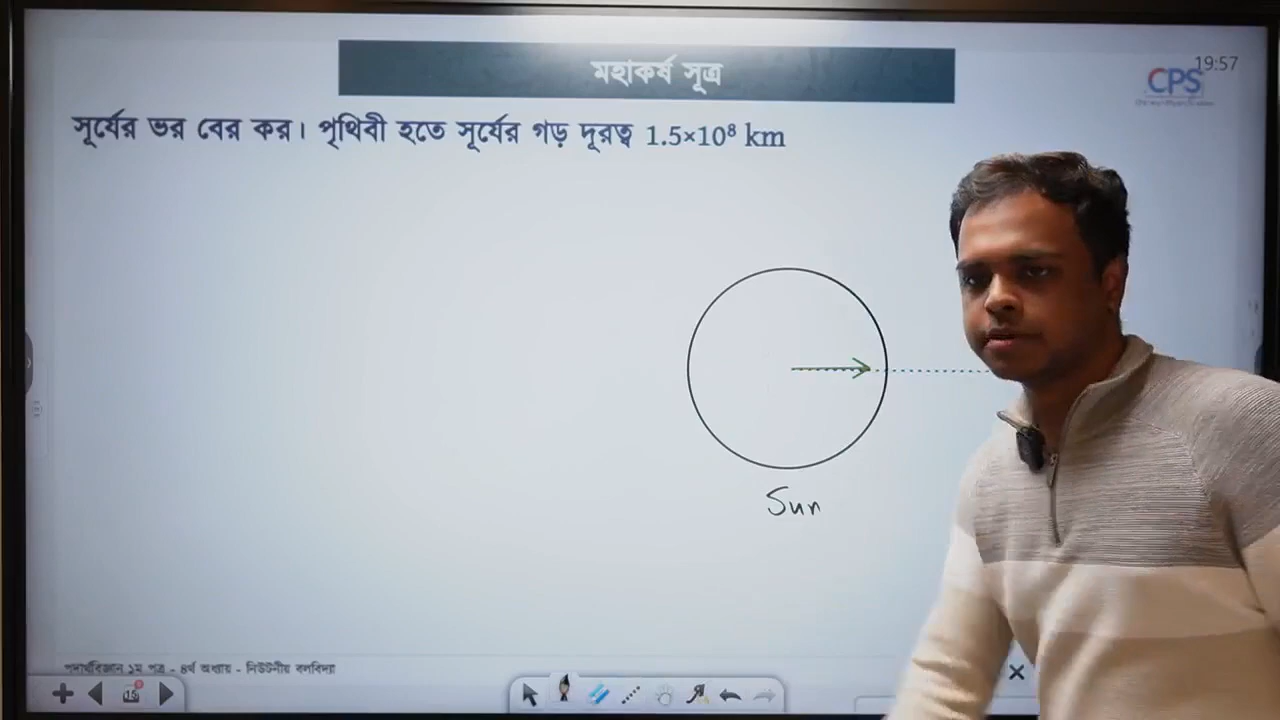 মহাকর্ষ সূত্র
19:57
CPS
সূর্যের ভর বের কর। পৃথিবী হতে সূর্যের গড় দূরত্ব 1.5×10⁸ km
Sun
পদার্থবিজ্ঞান ১ম পত্র - ৪র্থ অধ্যায় - নিউটনীয় বলবিদ্যা
15